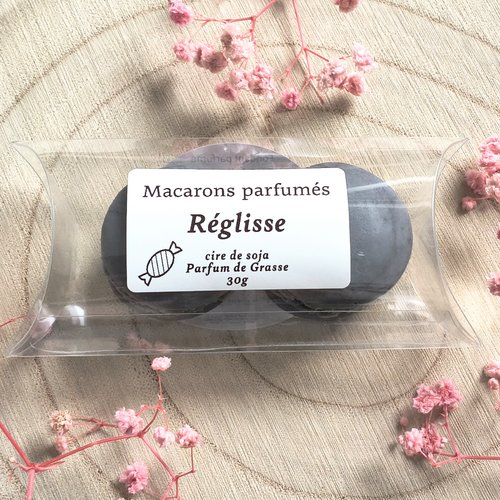 Macarons parfumés
Réglisse
cire de soja
Parfum de Grasse
30g